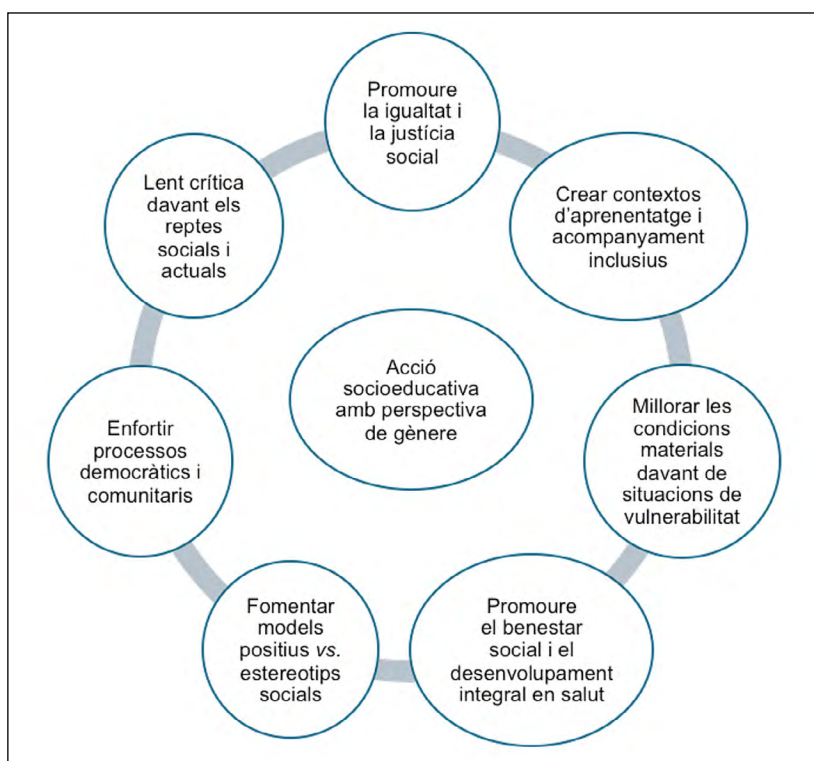 Promoure
la igualtat i
la justícia
social
Crear contextos
d’aprenentatge i
acompanyament
inclusius
Millorar les
condicions
materials
davant de
situacions de
vulnerabilitat
Promoure
el benestar
social i el
desenvolupament
integral en salut
Fomentar
models
positius vs.
estereotips
socials
Enfortir
processos
democràtics i
comunitaris
Lent crítica
davant els
reptes
socials i
actuals
Acció
socioeducativa
amb perspectiva
de gènere